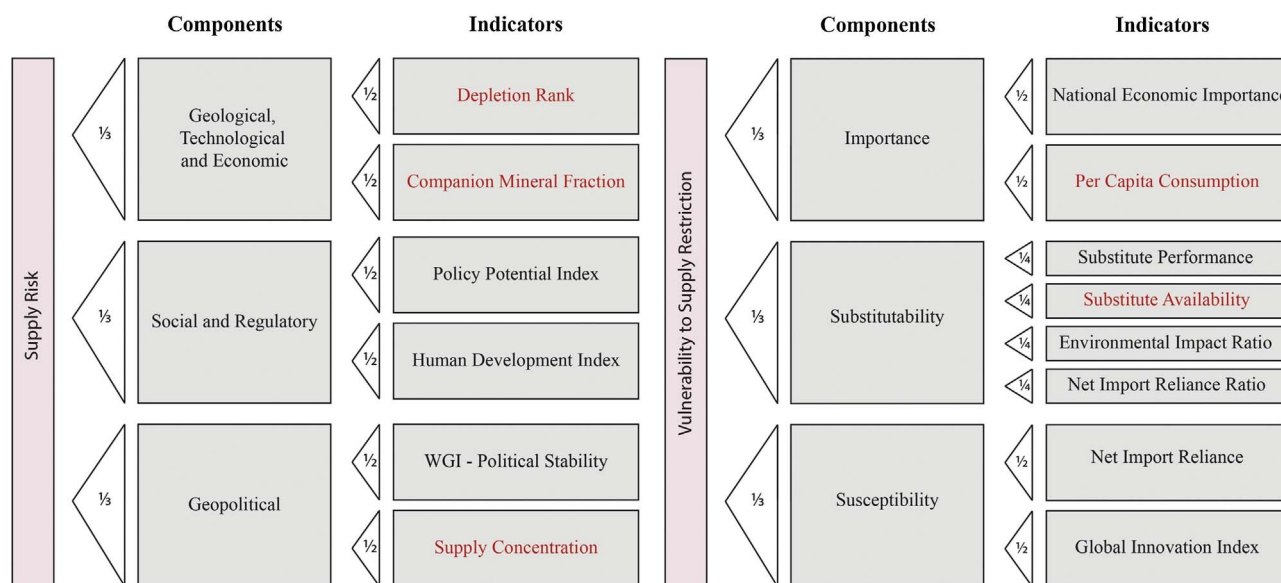 Components
Indicators
Components
Indicators
Supply Risk
⅓
Geological,
Technological
and Economic
½
Depletion Rank
½
Companion Mineral Fraction
⅓
Social and Regulatory
½
Policy Potential Index
½
Human Development Index
⅓
Geopolitical
½
WGI - Political Stability
½
Supply Concentration
Vulnerability to Supply Restriction
⅓
Importance
½
National Economic Importance
½
Per Capita Consumption
⅓
Substitutability
¼
Substitute Performance
¼
Substitute Availability
¼
Environmental Impact Ratio
¼
Net Import Reliance Ratio
⅓
Susceptibility
½
Net Import Reliance
½
Global Innovation Index